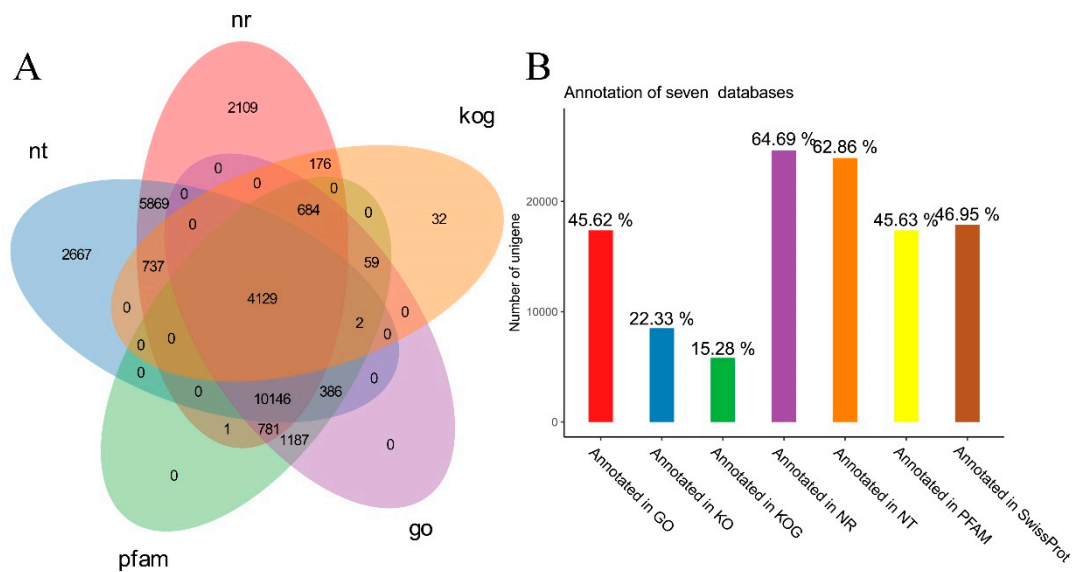 A
nr
kog
nt
go
pfam
2109
176
0
0
0
0
0
5869
0
684
32
2667
737
59
4129
0
0
2
0
0
0
0
0
0
10146
386
0
1
781
1187
0
0
B
Annotation of seven databases
Number of unigene
20000
10000
0
45.62 %
22.33 %
15.28 %
64.69 %
62.86 %
45.63 %
46.95 %
Annotated in GO
Annotated in KO
Annotated in KOG
Annotated in NR
Annotated in NT
Annotated in PFAM
Annotated in SwissProt